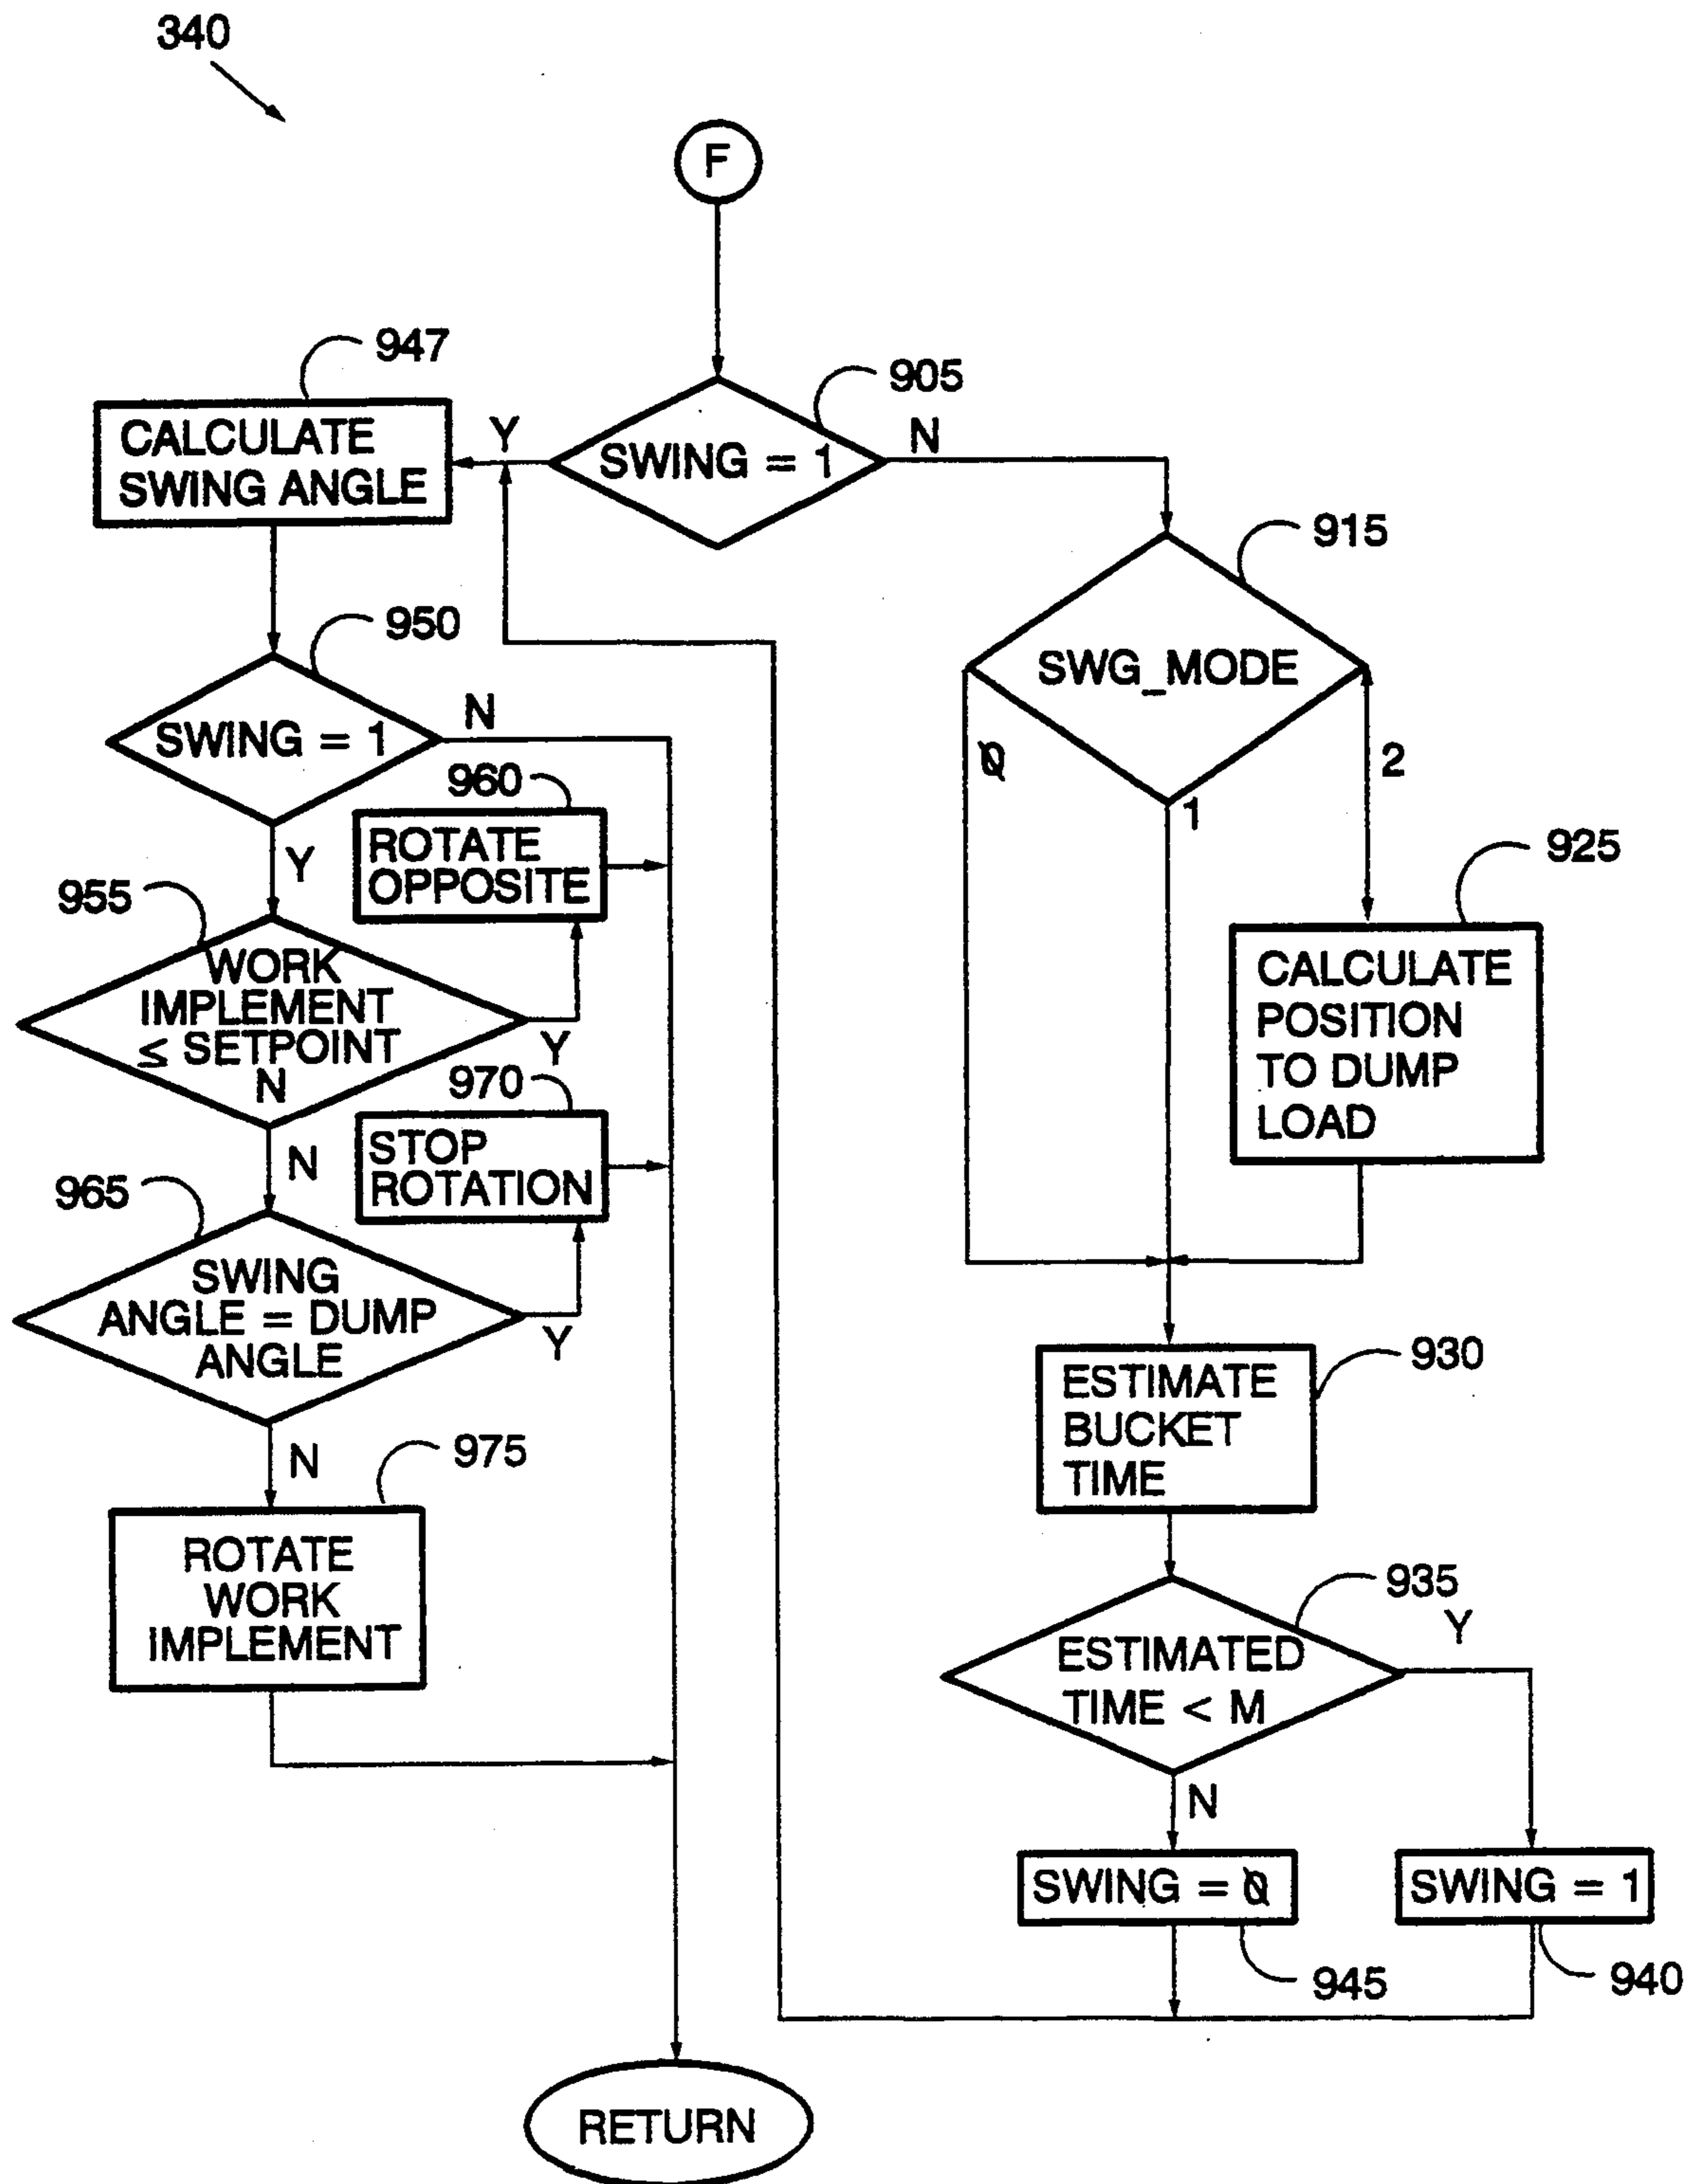 340
F
947
905
CALCULATE
SWING ANGLE
Y
SWING = 1
N
915
950
SWG_MODE
SWING = 1
N
0
1
2
960
ROTATE
OPPOSITE
Y
925
955
WORK
IMPLEMENT
≤ SETPOINT
N
Y
CALCULATE
POSITION
TO DUMP
LOAD
970
STOP
ROTATION
N
965
SWING
ANGLE = DUMP
ANGLE
Y
930
ESTIMATE
BUCKET
TIME
N
975
ROTATE
WORK
IMPLEMENT
935
Y
ESTIMATED
TIME < M
N
SWING = 0
SWING = 1
945
940
RETURN